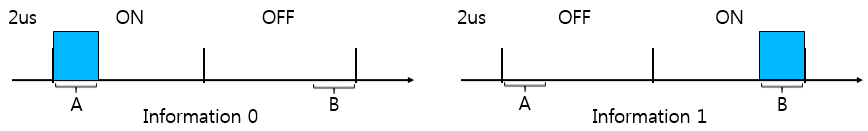 2us ON OFF
A B
Information 0
2us OFF ON
A B
Information 1